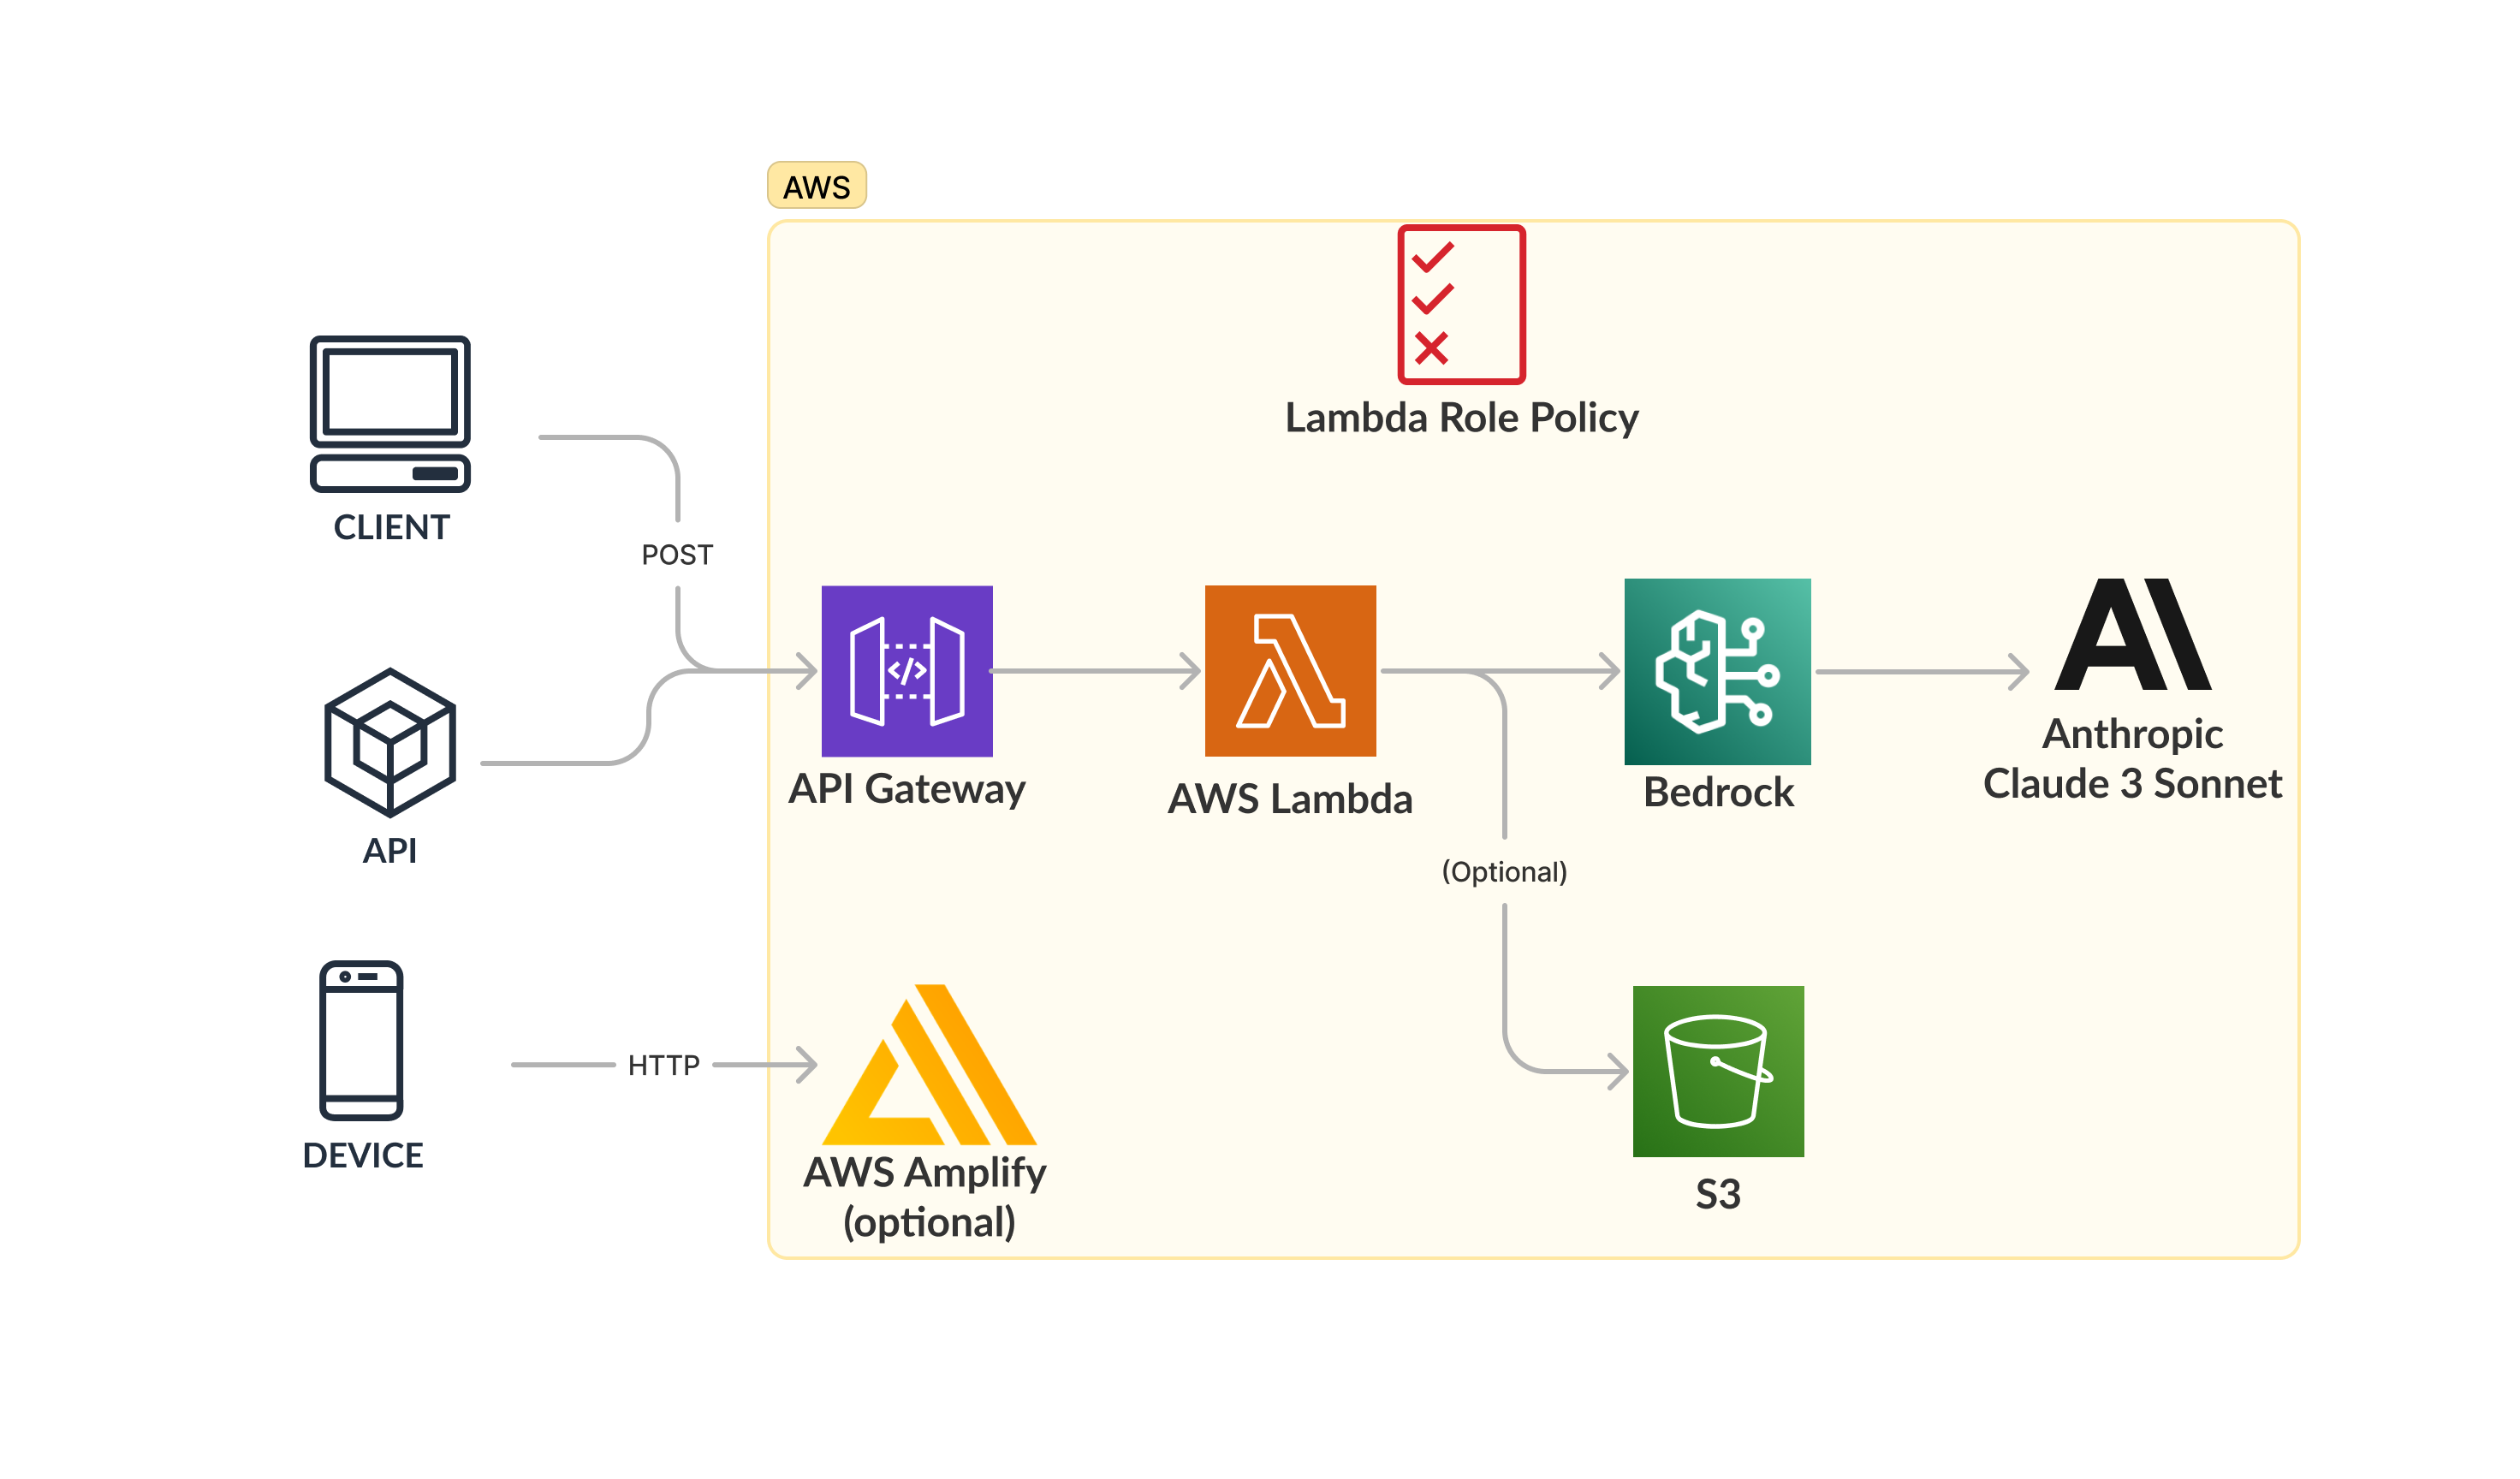 AWS
Lambda Role Policy
CLIENT
POST
API Gateway
AWS Lambda
Bedrock
Anthropic
Claude 3 Sonnet
API
(Optional)
HTTP
DEVICE
AWS Amplify
(optional)
S3